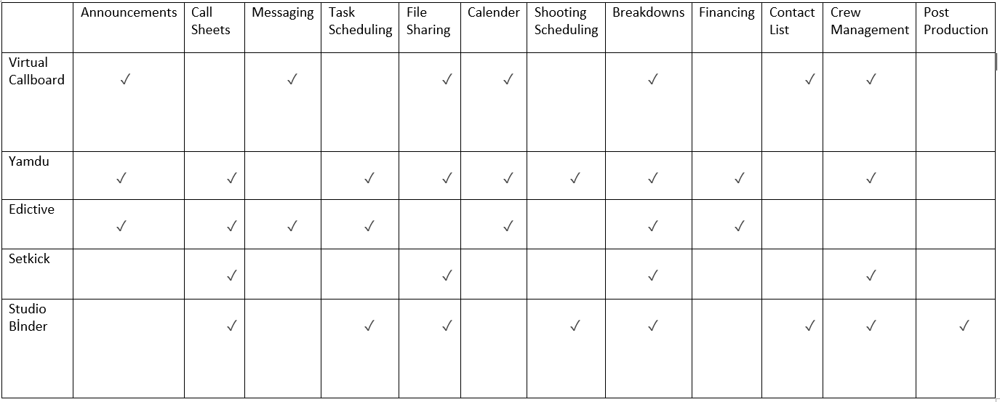 Announcements Call Sheets Messaging Task Scheduling File Sharing Calender Shooting Scheduling Breakdowns Financing Contact List Crew Management Post Production
Virtual Callboard ✓ ✓ ✓ ✓ ✓ ✓ ✓
Yamdu ✓ ✓ ✓ ✓ ✓ ✓ ✓ ✓ ✓
Edictive ✓ ✓ ✓ ✓ ✓ ✓ ✓
Setkick ✓ ✓ ✓ ✓
Studio Bİnder ✓ ✓ ✓ ✓ ✓ ✓ ✓ ✓